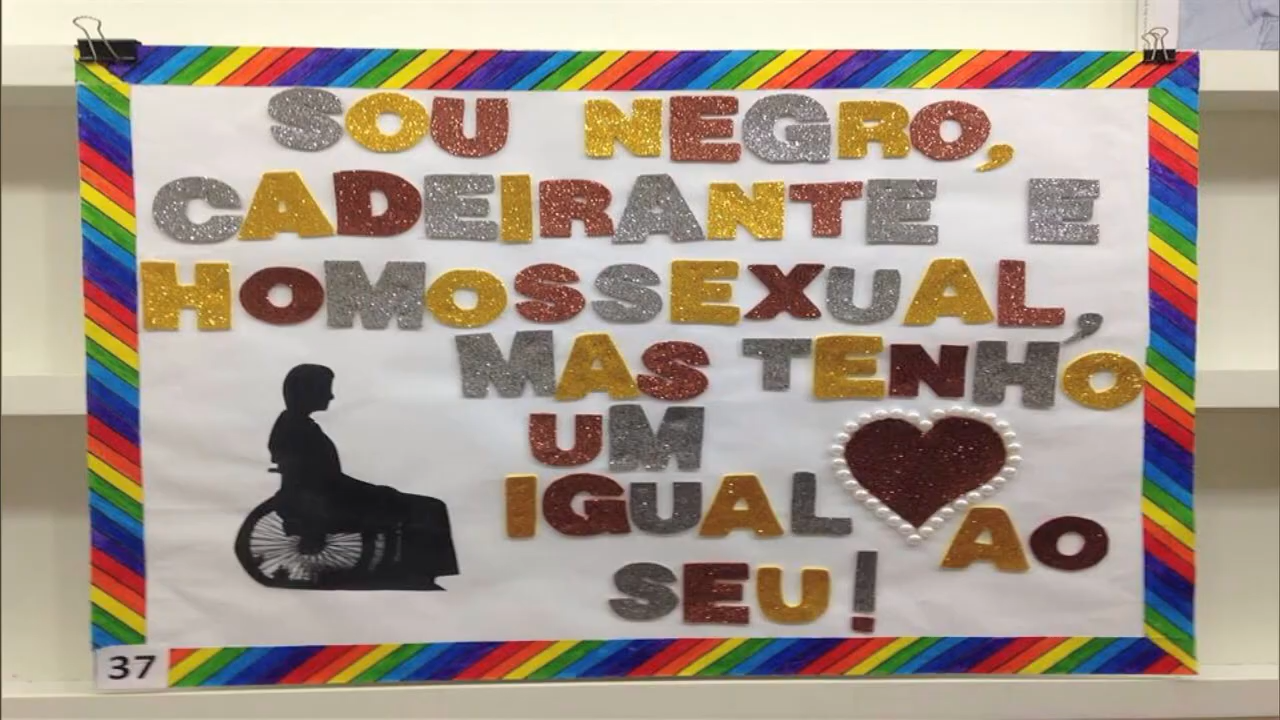 SOU NEGRO,
CADEIRANTE E
HOMOSSEXUAL,
MAS TENHO
UM
IGUAL AO
SEU!
37